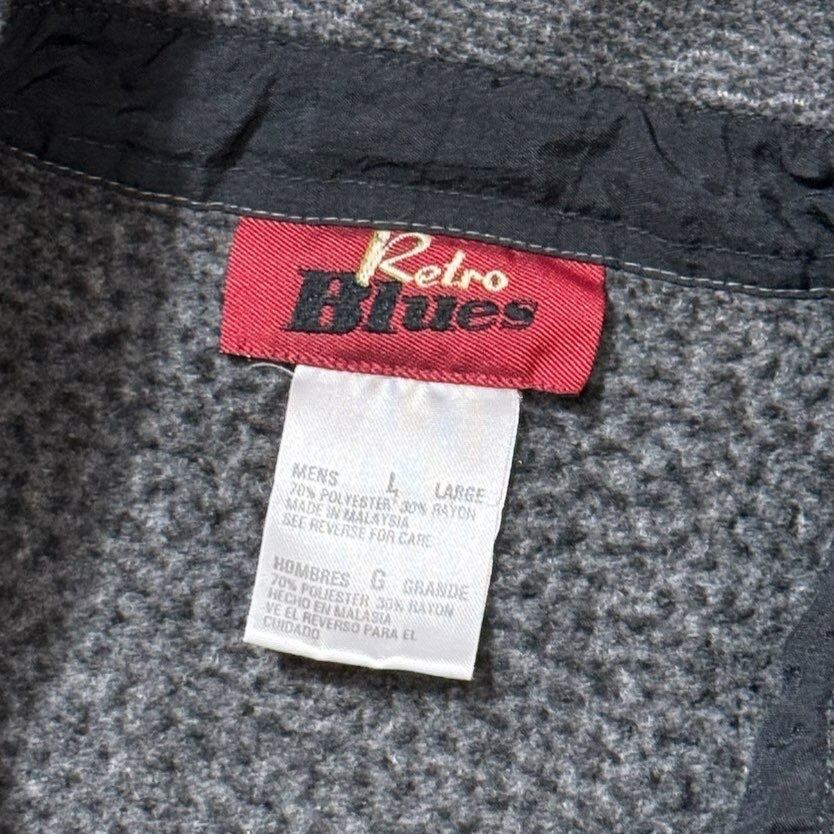 Retro
Blues
MENS L LARGE
70% POLYESTER 30% RAYON
MADE IN MALAYSIA
SEE REVERSE FOR CARE
HOMBRES G GRANDE
70% POLIESTER 30% RAYON
HECHO EN MALASIA
VE EL REVERSO PARA EL
CUIDADO